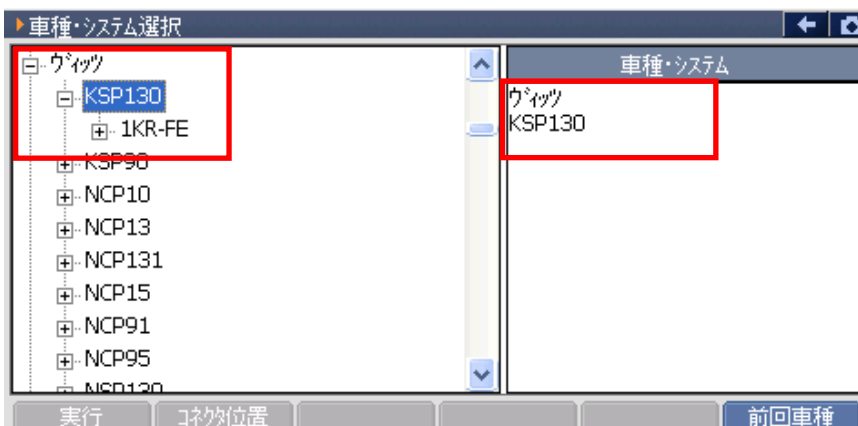 車種・システム選択
ヴィッツ
KSP130
1KR-FE
KSP90
NCP10
NCP13
NCP131
NCP15
NCP91
NCP95
NSP130
車種・システム
ヴィッツ
KSP130
実行
コネクタ位置
前回車種